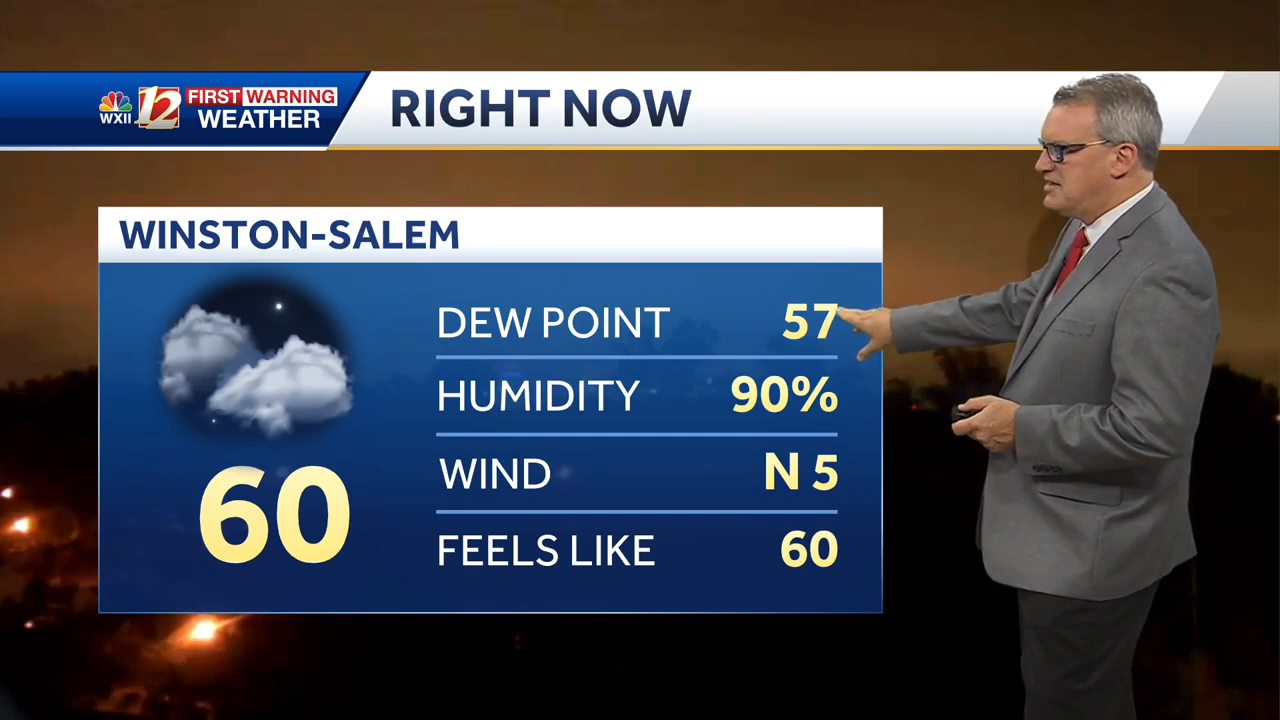 WXII 12 FIRST WARNING
WEATHER
RIGHT NOW
WINSTON-SALEM
60
DEW POINT 57
HUMIDITY 90%
WIND N 5
FEELS LIKE 60